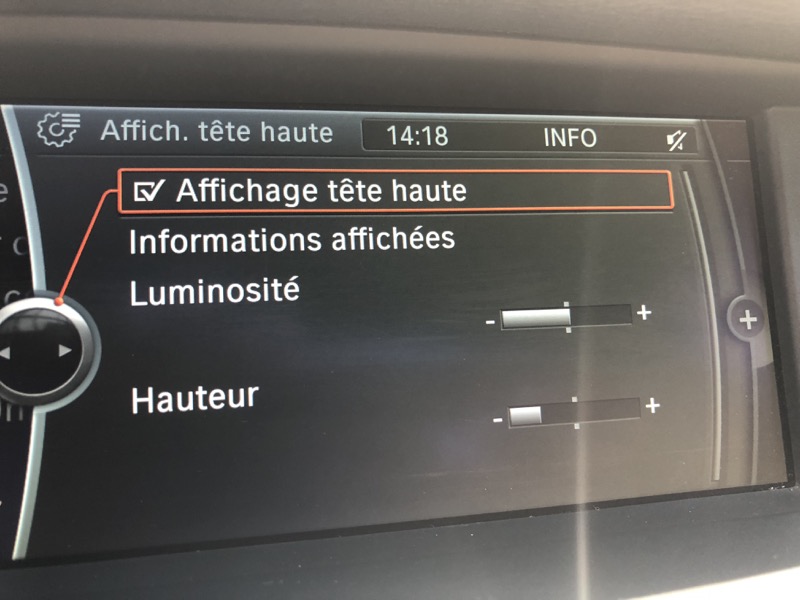 Affich. tête haute 14:18 INFO
Affichage tête haute
Informations affichées
Luminosité
- +
Hauteur
- +
+